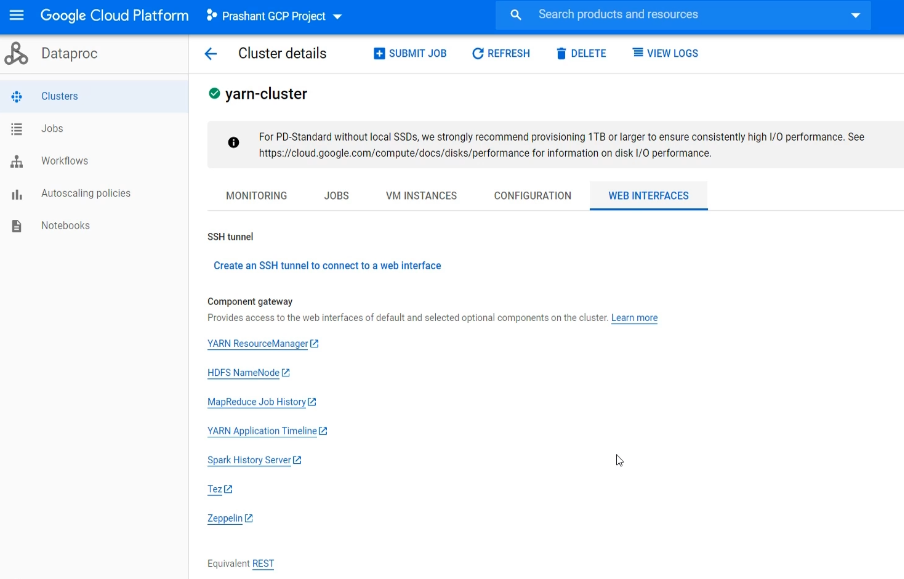 Google Cloud Platform Prashant GCP Project Search products and resources
Dataproc
Cluster details SUBMIT JOB REFRESH DELETE VIEW LOGS
Clusters
Jobs
Workflows
Autoscaling policies
Notebooks
yarn-cluster
For PD-Standard without local SSDs, we strongly recommend provisioning 1TB or larger to ensure consistently high I/O performance. See
https://cloud.google.com/compute/docs/disks/performance for information on disk I/O performance.
MONITORING JOBS VM INSTANCES CONFIGURATION WEB INTERFACES
SSH tunnel
Create an SSH tunnel to connect to a web interface
Component gateway
Provides access to the web interfaces of default and selected optional components on the cluster. Learn more
YARN ResourceManager
HDFS NameNode
MapReduce Job History
YARN Application Timeline
Spark History Server
Tez
Zeppelin
Equivalent REST